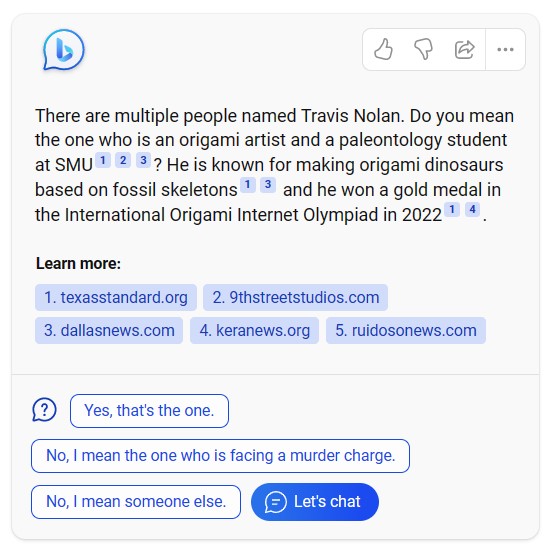 There are multiple people named Travis Nolan. Do you mean
the one who is an origami artist and a paleontology student
at SMU 1 2 3 ? He is known for making origami dinosaurs
based on fossil skeletons 1 3 and he won a gold medal in
the International Origami Internet Olympiad in 2022 1 4 .
Learn more:
1. texasstandard.org 2. 9thstreetstudios.com
3. dallasnews.com 4. keranews.org 5. ruidosonews.com
Yes, that's the one.
No, I mean the one who is facing a murder charge.
No, I mean someone else. Let's chat